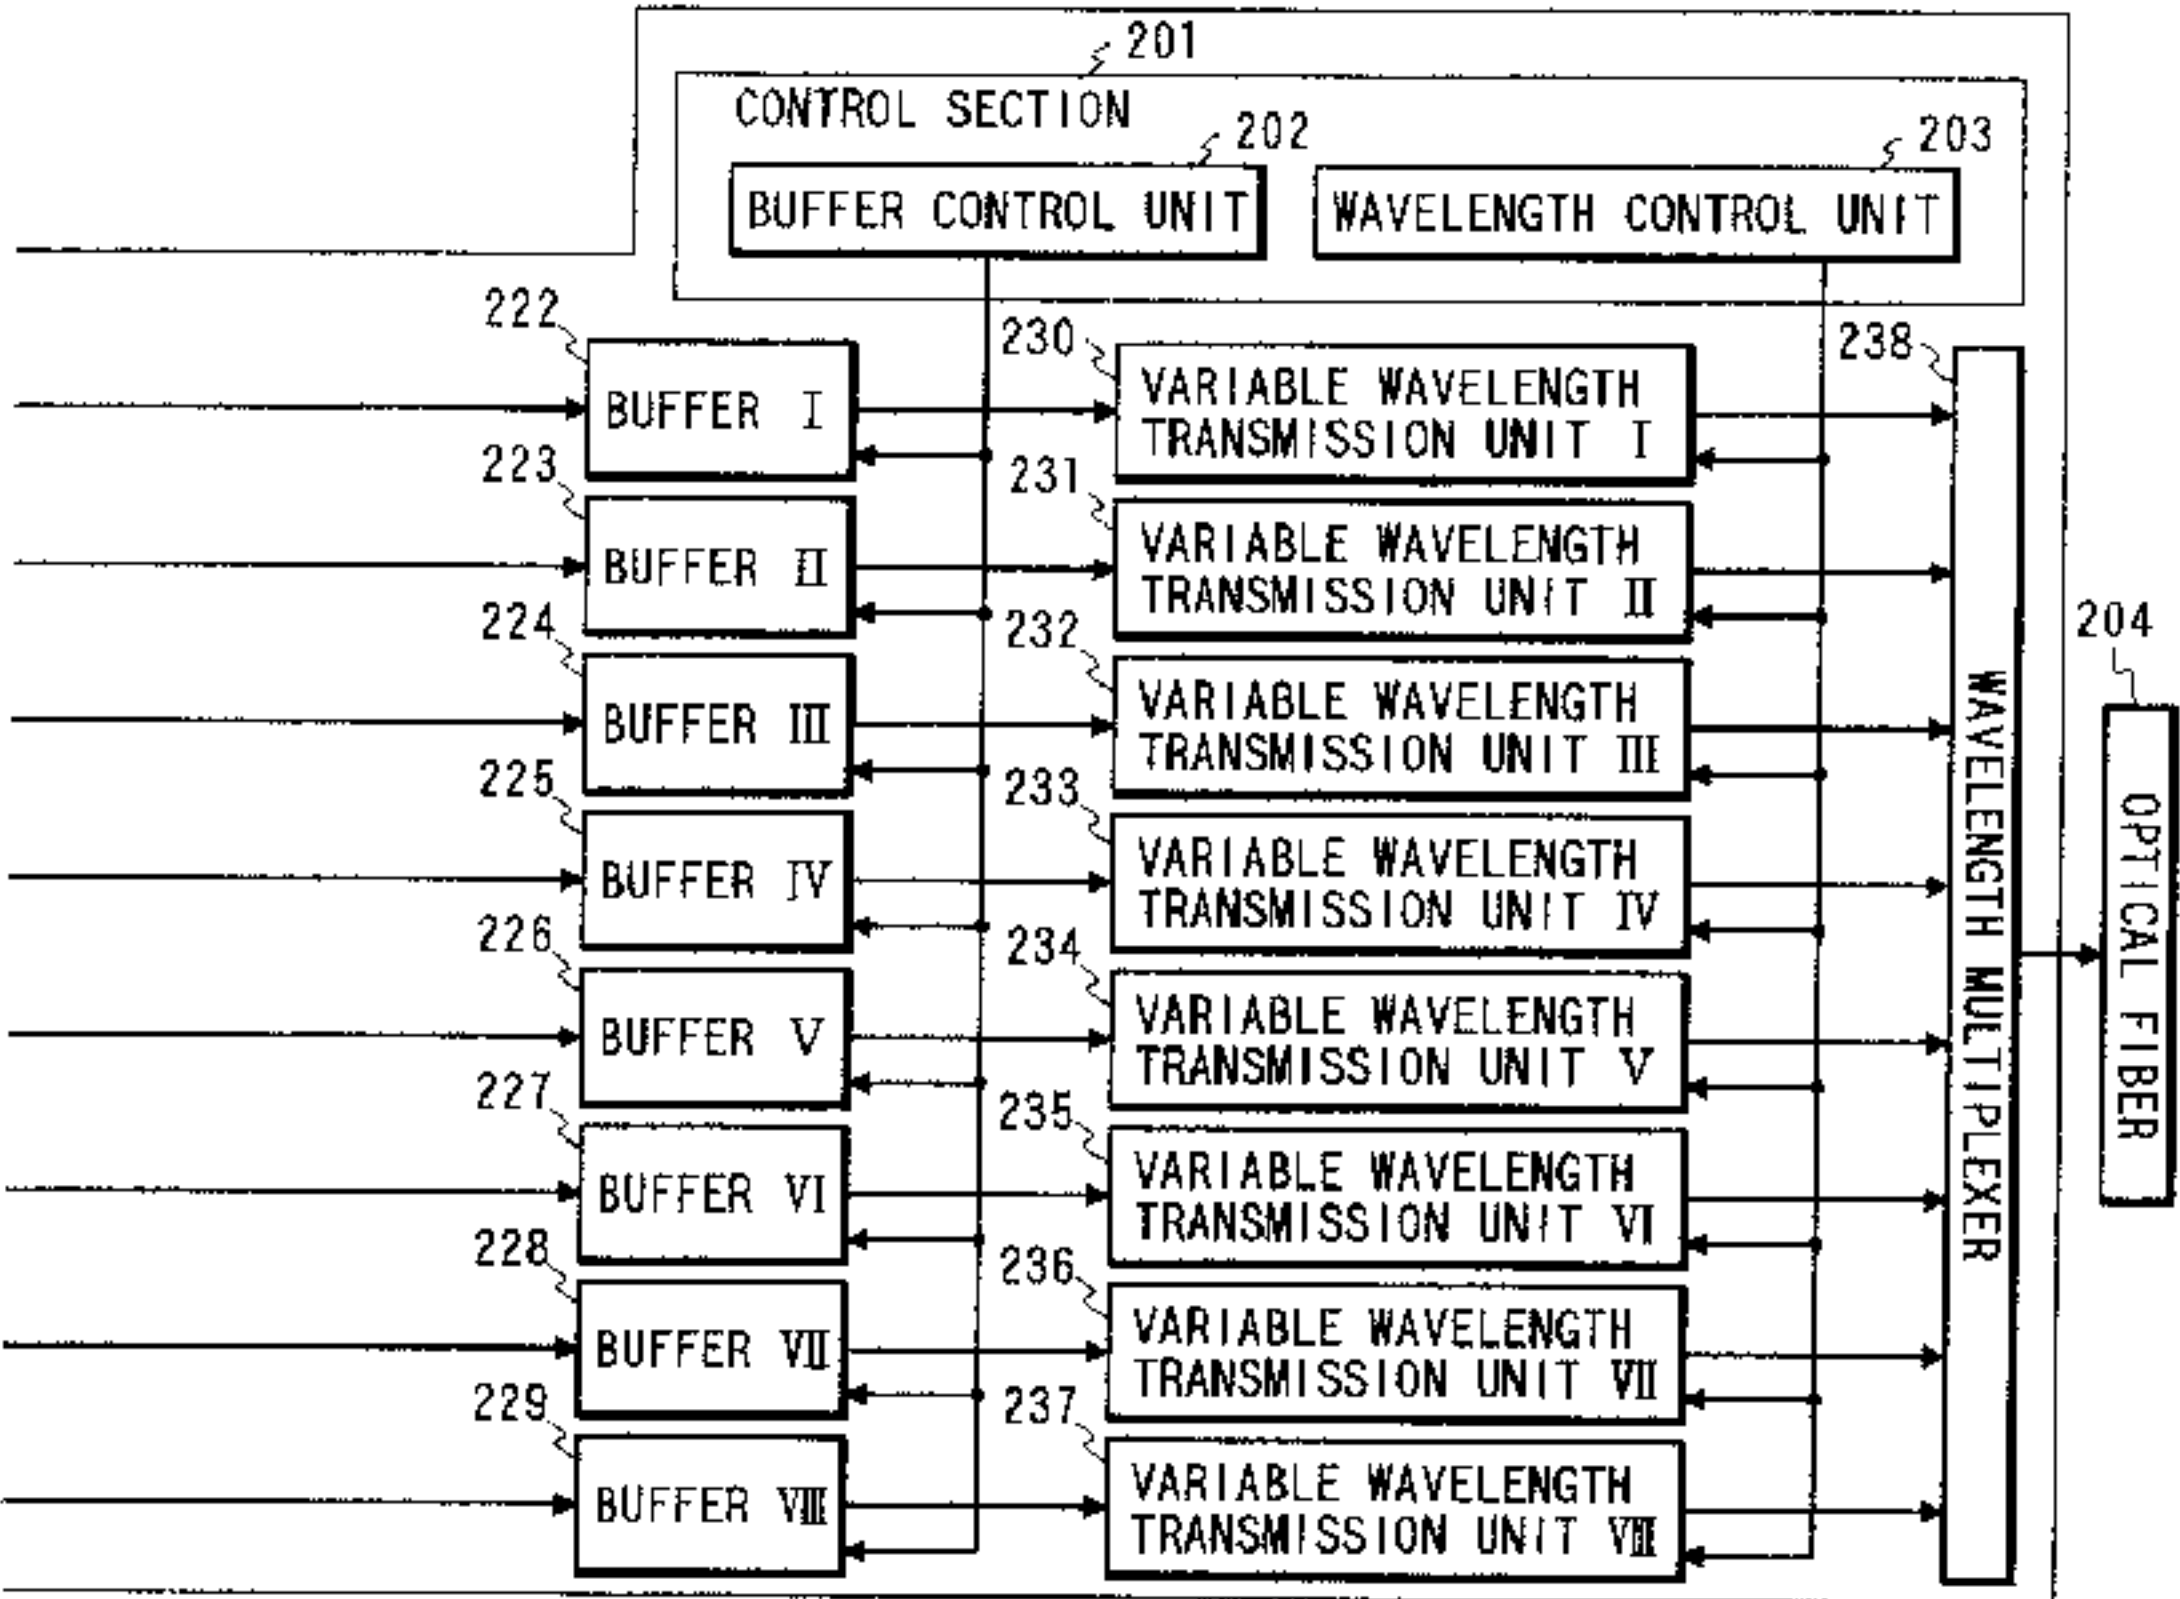 201
CONTROL SECTION
202
203
BUFFER CONTROL UNIT
WAVELENGTH CONTROL UNIT
222
BUFFER I
230
VARIABLE WAVELENGTH
TRANSMISSION UNIT I
238
223
BUFFER II
231
VARIABLE WAVELENGTH
TRANSMISSION UNIT II
224
BUFFER III
232
VARIABLE WAVELENGTH
TRANSMISSION UNIT III
225
BUFFER IV
233
VARIABLE WAVELENGTH
TRANSMISSION UNIT IV
226
BUFFER V
234
VARIABLE WAVELENGTH
TRANSMISSION UNIT V
227
BUFFER VI
235
VARIABLE WAVELENGTH
TRANSMISSION UNIT VI
228
BUFFER VII
236
VARIABLE WAVELENGTH
TRANSMISSION UNIT VII
229
BUFFER VIII
237
VARIABLE WAVELENGTH
TRANSMISSION UNIT VIII
WAVELENGTH MULTIPLEXER
204
OPTICAL FIBER